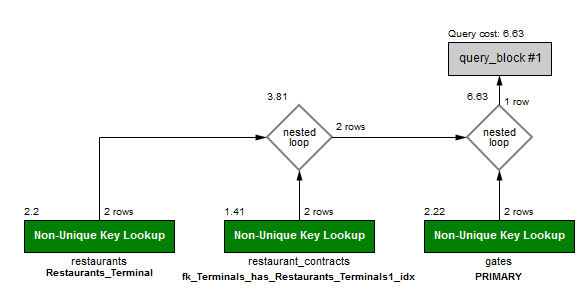 Query cost: 6.63
query_block #1
3.81
6.63
1 row
nested
loop
2 rows
nested
loop
2.2
2 rows
1.41
2 rows
2.22
2 rows
Non-Unique Key Lookup
Non-Unique Key Lookup
Non-Unique Key Lookup
restaurants
restaurant_contracts
gates
Restaurants_Terminal
fk_Terminals_has_Restaurants_Terminals1_idx
PRIMARY